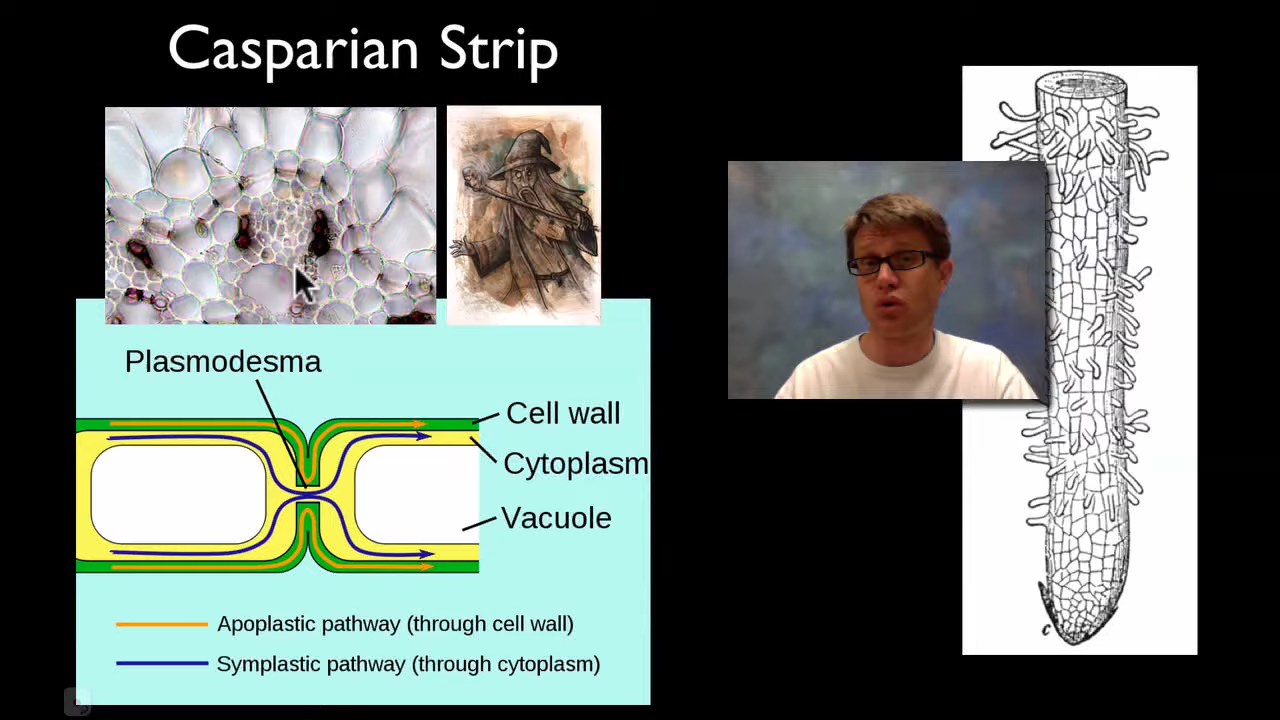 Casparian Strip
Plasmodesma
Cell wall
Cytoplasm
Vacuole
Apoplastic pathway (through cell wall)
Symplastic pathway (through cytoplasm)
c